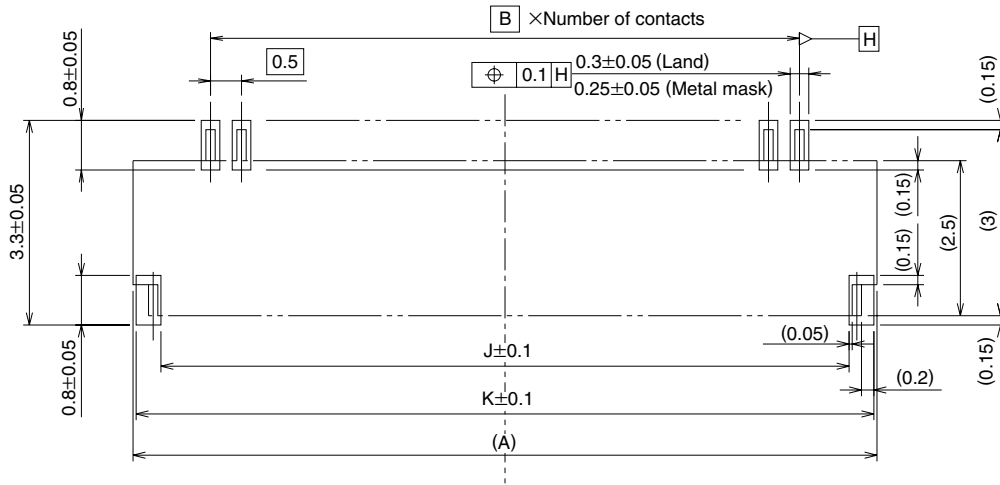 B ×Number of contacts
H
0.5
⌖ 0.1 H
0.3±0.05 (Land)
0.25±0.05 (Metal mask)
0.8±0.05
(0.15)
3.3±0.05
(0.15)
(0.15)
(2.5)
(3)
0.8±0.05
(0.05)
(0.15)
J±0.1
(0.2)
K±0.1
(A)